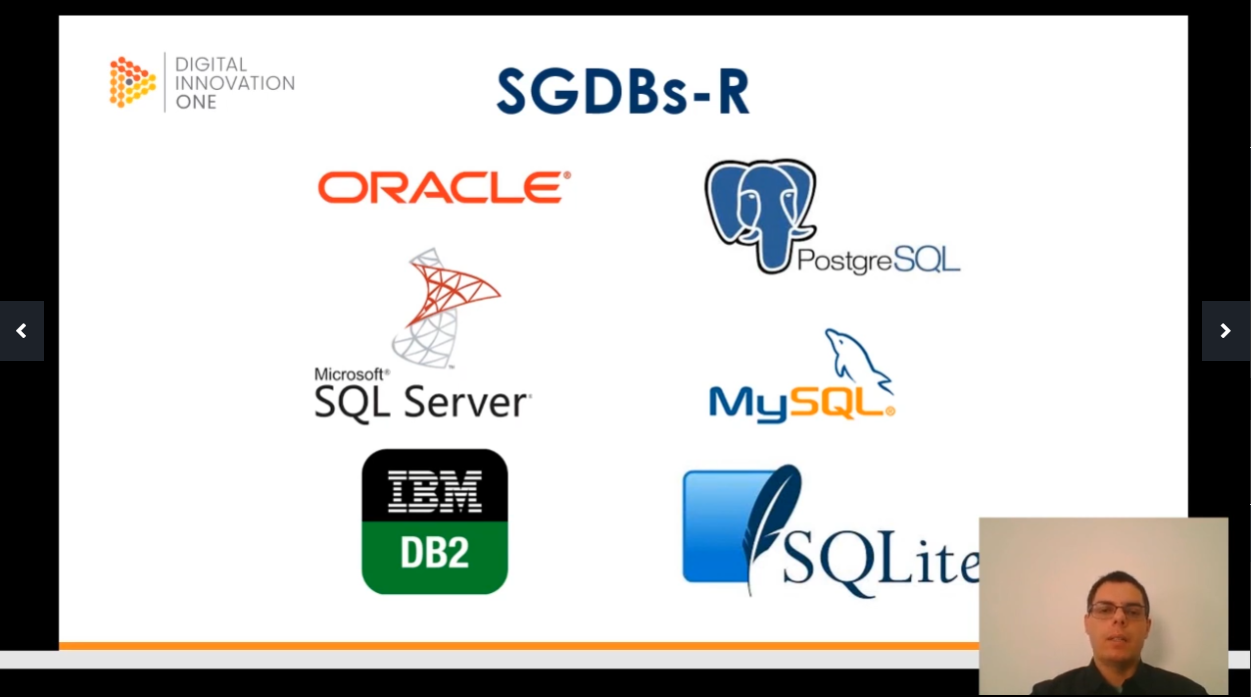 DIGITAL
INNOVATION
ONE
SGDBs-R
ORACLE®
PostgreSQL
Microsoft®
SQL Server
MySQL®
IBM
DB2
SQLite